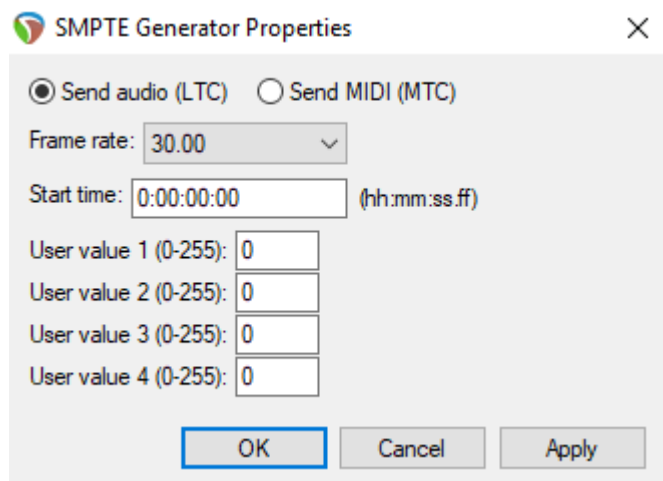 SMPTE Generator Properties
Send audio (LTC) Send MIDI (MTC)
Frame rate: 30.00
Start time: 0:00:00:00 (hh:mm:ss.ff)
User value 1 (0-255): 0
User value 2 (0-255): 0
User value 3 (0-255): 0
User value 4 (0-255): 0
OK Cancel Apply